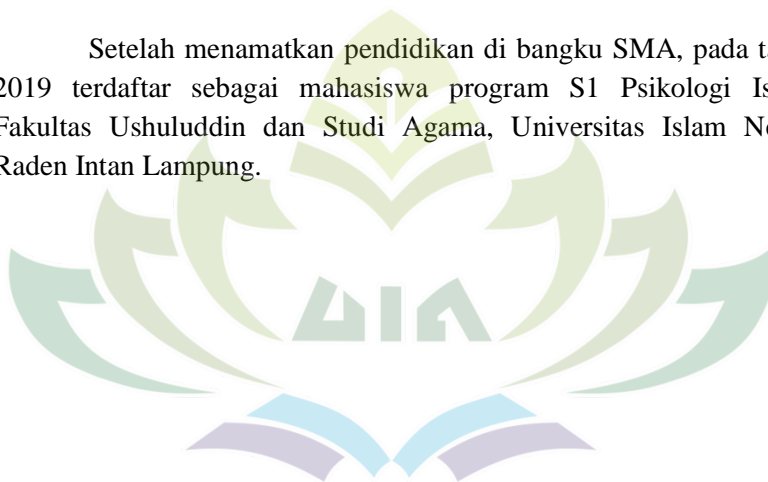 Setelah menamatkan pendidikan di bangku SMA, pada
2019 terdaftar sebagai mahasiswa program S1 Psikologi
Fakultas Ushuluddin dan Studi Agama, Universitas Islam
Raden Intan Lampung.
UIN